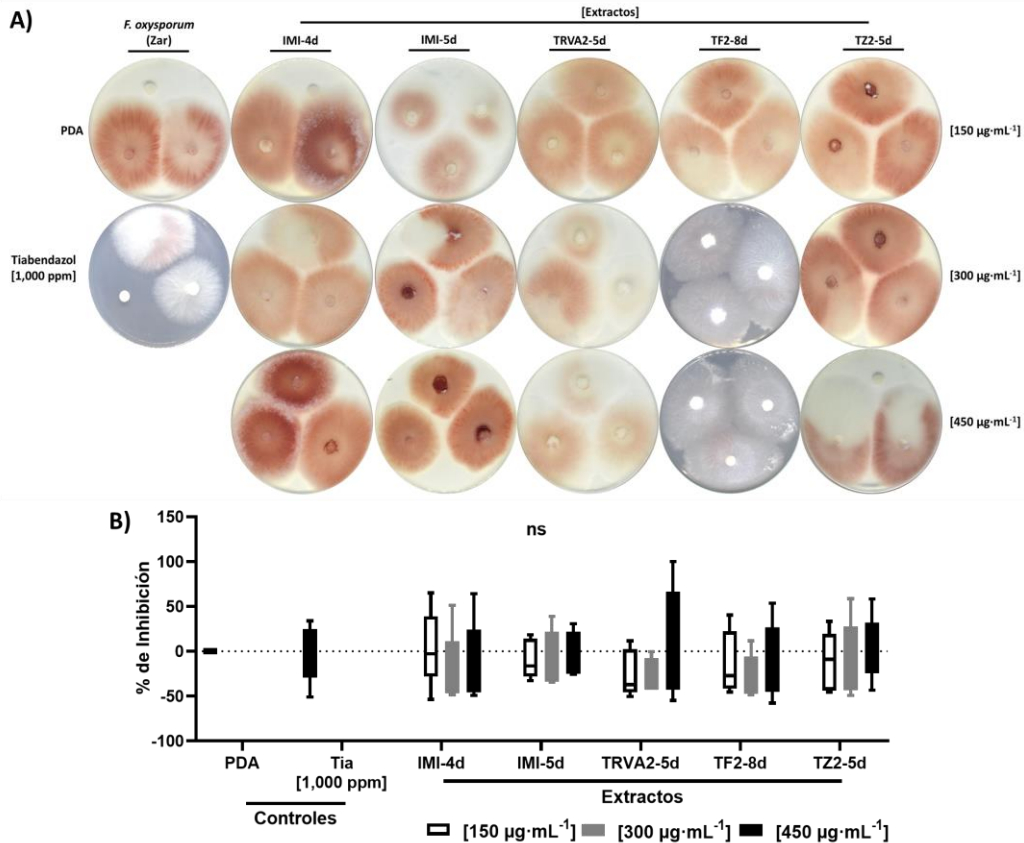 A)
[Extractos]
F. oxysporum
(Zar)
IMI-4d
IMI-5d
TRVA2-5d
TF2-8d
TZ2-5d
PDA
[150 µg·mL⁻¹]
Tiabendazol
[1,000 ppm]
[300 µg·mL⁻¹]
[450 µg·mL⁻¹]
B)
ns
% de Inhibición
150
100
50
0
-50
-100
PDA
Tia
[1,000 ppm]
IMI-4d
IMI-5d
TRVA2-5d
TF2-8d
TZ2-5d
Controles
Extractos
[150 µg·mL⁻¹]
[300 µg·mL⁻¹]
[450 µg·mL⁻¹]